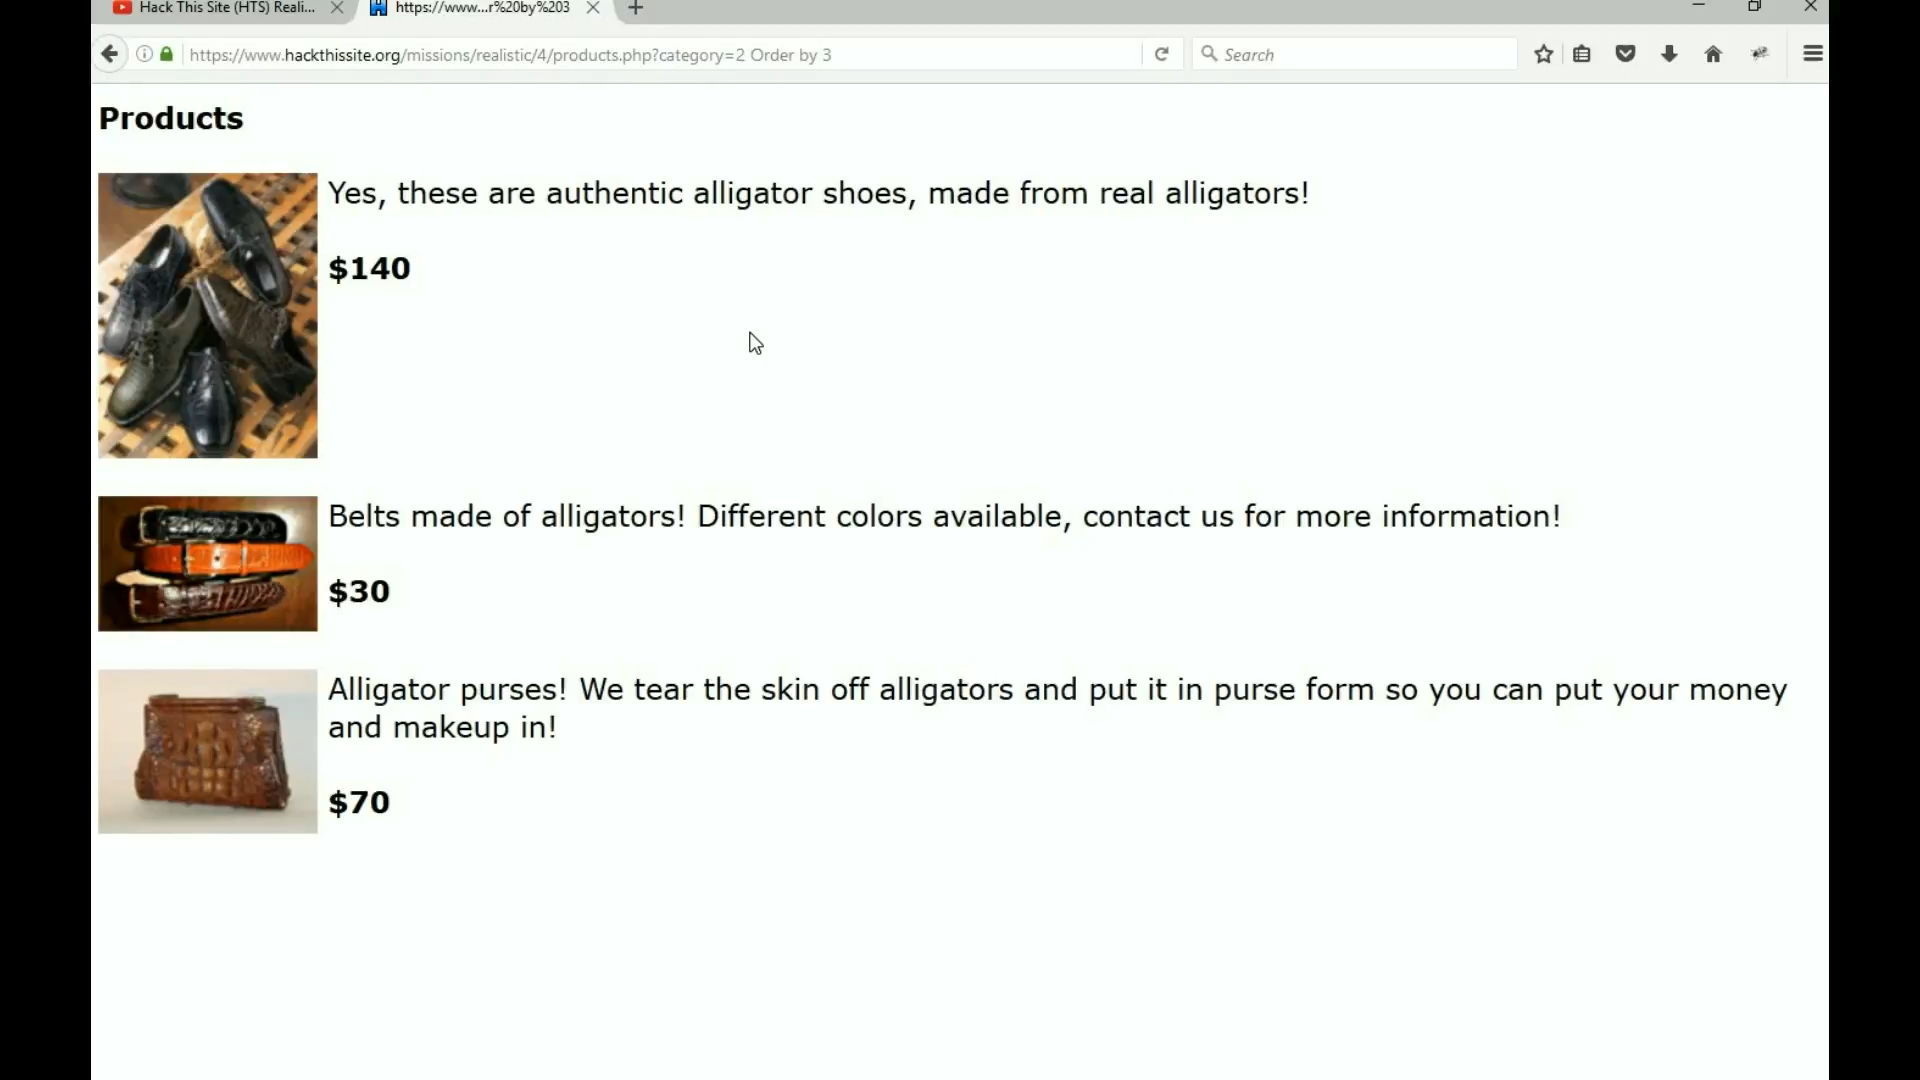 Hack This Site (HTS) Reali...
https://www...r%20by%203
https://www.hackthissite.org/missions/realistic/4/products.php?category=2 Order by 3
Search
Products
Yes, these are authentic alligator shoes, made from real alligators!
$140
Belts made of alligators! Different colors available, contact us for more information!
$30
Alligator purses! We tear the skin off alligators and put it in purse form so you can put your money
and makeup in!
$70